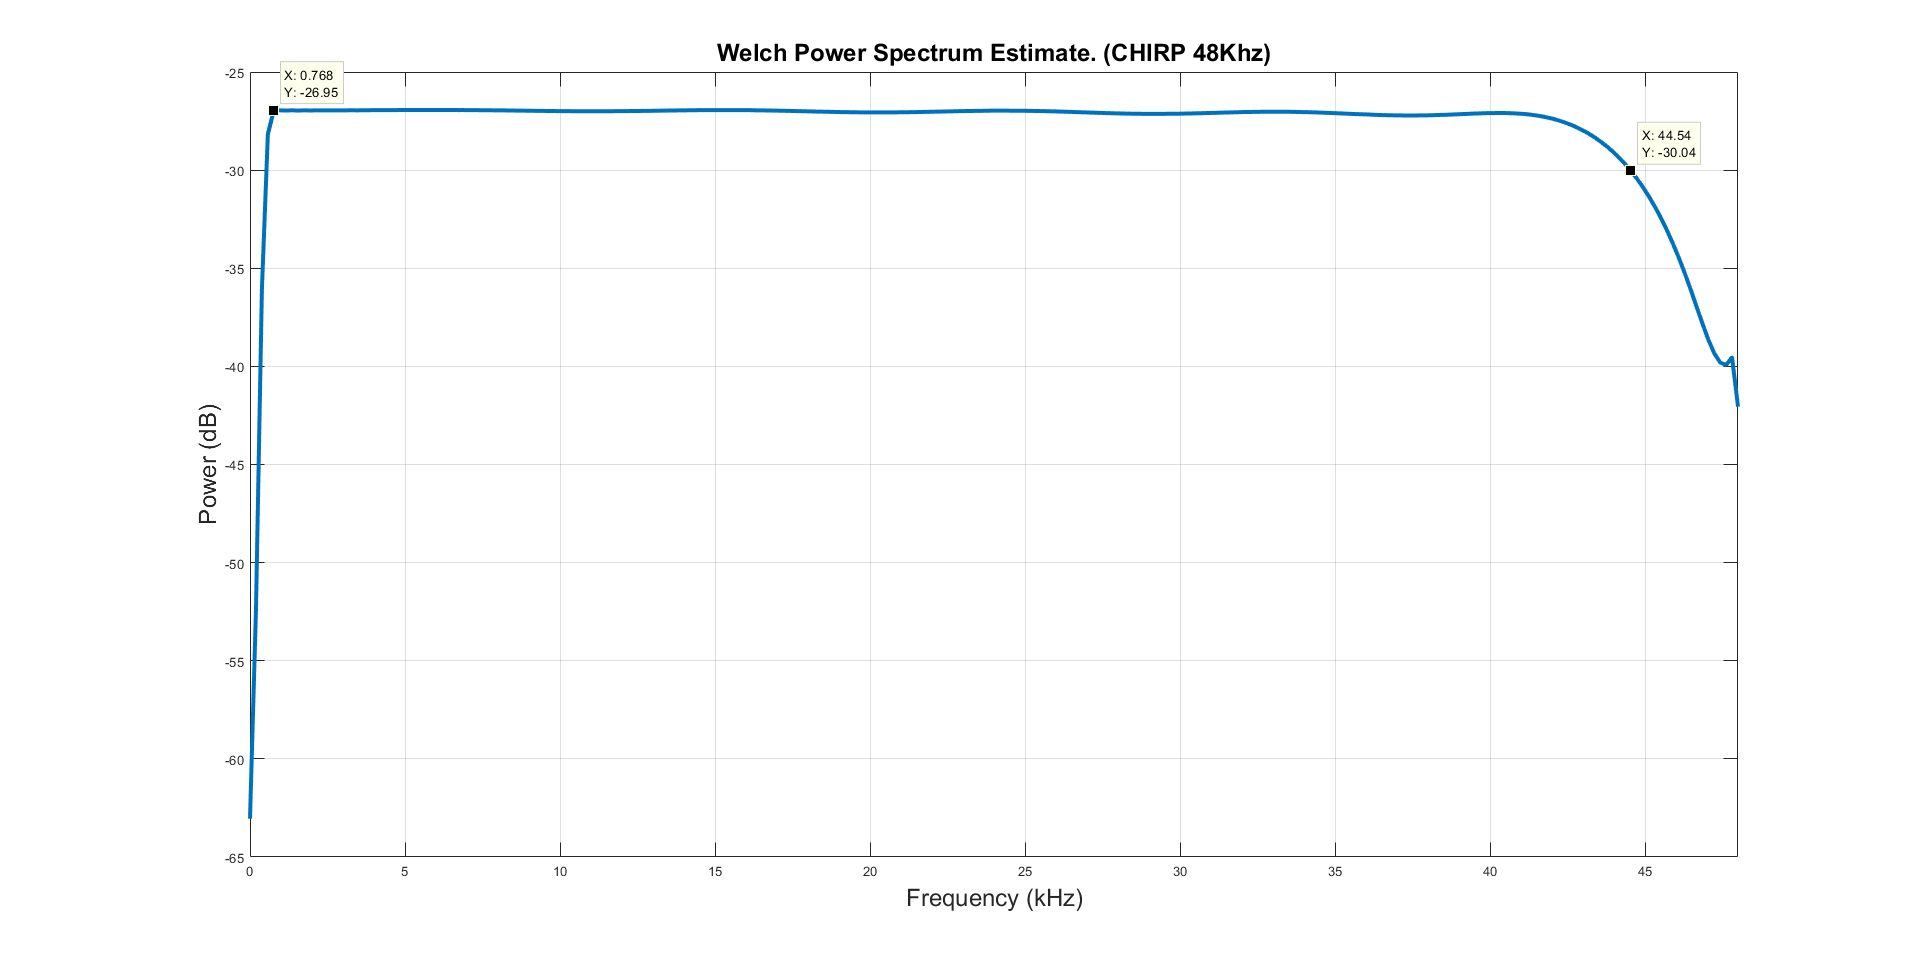 Welch Power Spectrum Estimate. (CHIRP 48Khz)
X: 0.768
Y: -26.95
X: 44.54
Y: -30.04
Power (dB)
-25
-30
-35
-40
-45
-50
-55
-60
-65
0 5 10 15 20 25 30 35 40 45
Frequency (kHz)